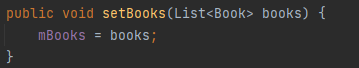 public void setBooks(List<Book> books) {
    mBooks = books;
}